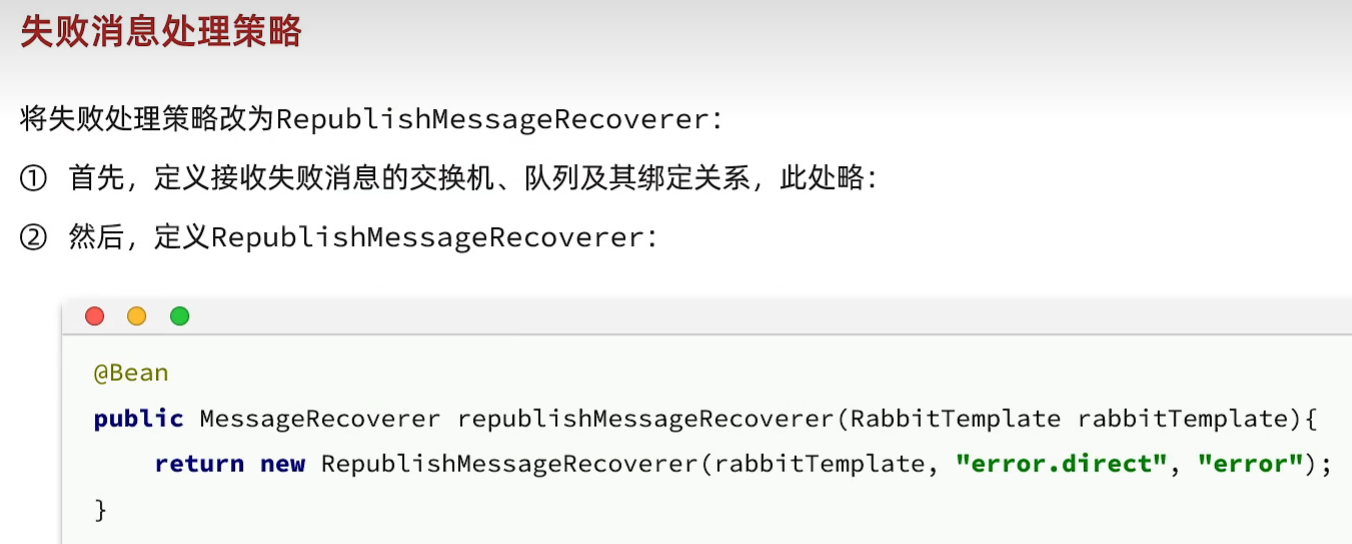 失败消息处理策略
将失败处理策略改为RepublishMessageRecoverer：
① 首先，定义接收失败消息的交换机、队列及其绑定关系，此处略：
② 然后，定义RepublishMessageRecoverer：
@Bean
public MessageRecoverer republishMessageRecoverer(RabbitTemplate rabbitTemplate){
    return new RepublishMessageRecoverer(rabbitTemplate, "error.direct", "error");
}